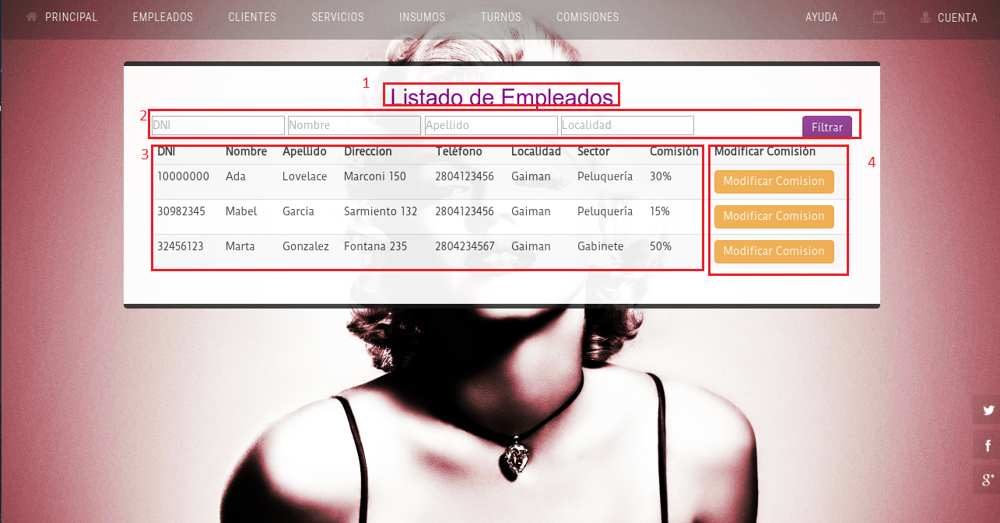 PRINCIPAL EMPLEADOS CLIENTES SERVICIOS INSUMOS TURNOS COMISIONES AYUDA CUENTA
1
Listado de Empleados
2
DNI Nombre Apellido Localidad Filtrar
3
DNI Nombre Apellido Direccion Teléfono Localidad Sector Comisión Modificar Comisión
4
10000000 Ada Lovelace Marconi 150 2804123456 Gaiman Peluquería 30% Modificar Comision
30982345 Mabel Garcia Sarmiento 132 2804123456 Gaiman Peluquería 15% Modificar Comision
32456123 Marta Gonzalez Fontana 235 2804234567 Gaiman Gabinete 50% Modificar Comision